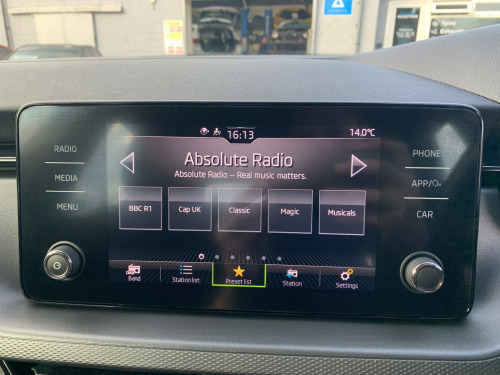 16:13
14.0°C
RADIO
MEDIA
MENU
Absolute Radio
Absolute Radio – Real music matters.
BBC R1
Cap UK
Classic
Magic
Musicals
Band
Station list
Preset list
Station
Settings
PHONE
APP/
CAR